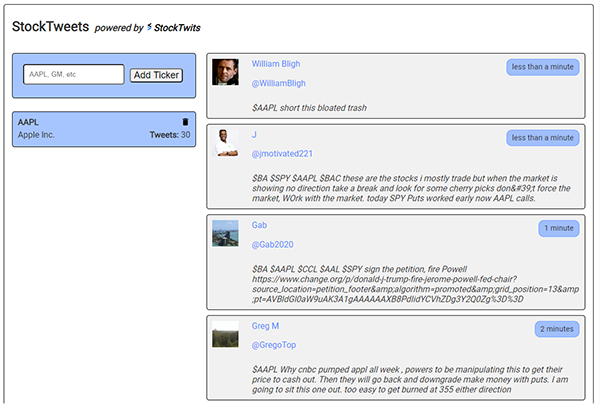 StockTweets powered by StockTwits
AAPL, GM, etc
Add Ticker
AAPL
Apple Inc.
Tweets: 30
William Bligh
less than a minute
@WilliamBligh
$AAPL short this bloated trash
J
less than a minute
@jmotivated221
$BA $SPY $AAPL $BAC these are the stocks i mostly trade but when the market is
showing no direction take a break and look for some cherry picks don&#39;t force the
market, WOrk with the market. today SPY Puts worked early now AAPL calls.
Gab
1 minute
@Gab2020
$BA $AAPL $CCL $AAL $SPY sign the petition, fire Powell
https://www.change.org/p/donald-j-trump-fire-jerome-powell-fed-chair?
source_location=petition_footer&amp;algorithm=promoted&amp;grid_position=13&amp
;pt=AVBldGl0aW9uAK3A1gAAAAAAXB8PdlidYCVhZDg3Y2Q0Zg%3D%3D
Greg M
2 minutes
@GregoTop
$AAPL Why cnbc pumped appl all week , powers to be manipulating this to get their
price to cash out. Then they will go back and downgrade make money with puts. I am
going to sit this one out. too easy to get burned at 355 either direction